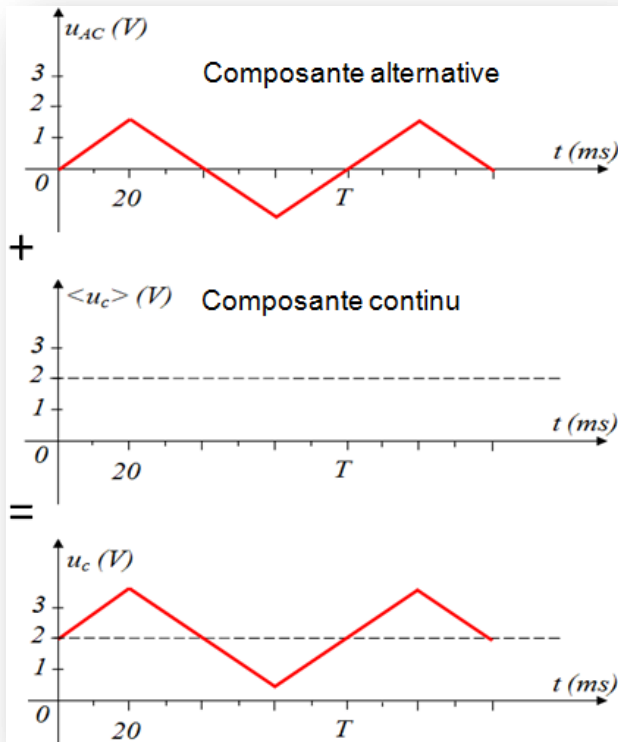 u_AC (V)
Composante alternative
3
2
1
t (ms)
0
20
T
+
<u_c> (V)
Composante continu
3
2
1
t (ms)
0
20
T
=
u_c (V)
3
2
1
t (ms)
0
20
T